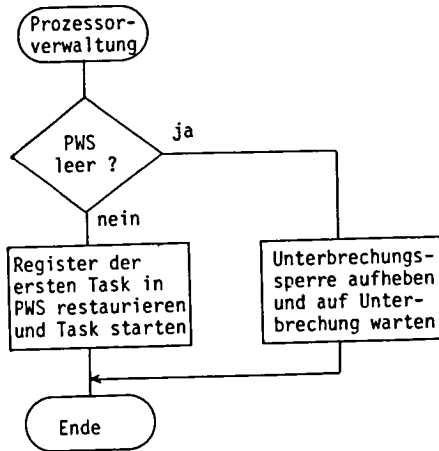 Prozessor-
verwaltung
PWS
leer ?
ja
nein
Register der
ersten Task in
PWS restaurieren
und Task starten
Unterbrechungs-
sperre aufheben
und auf Unter-
brechung warten
Ende